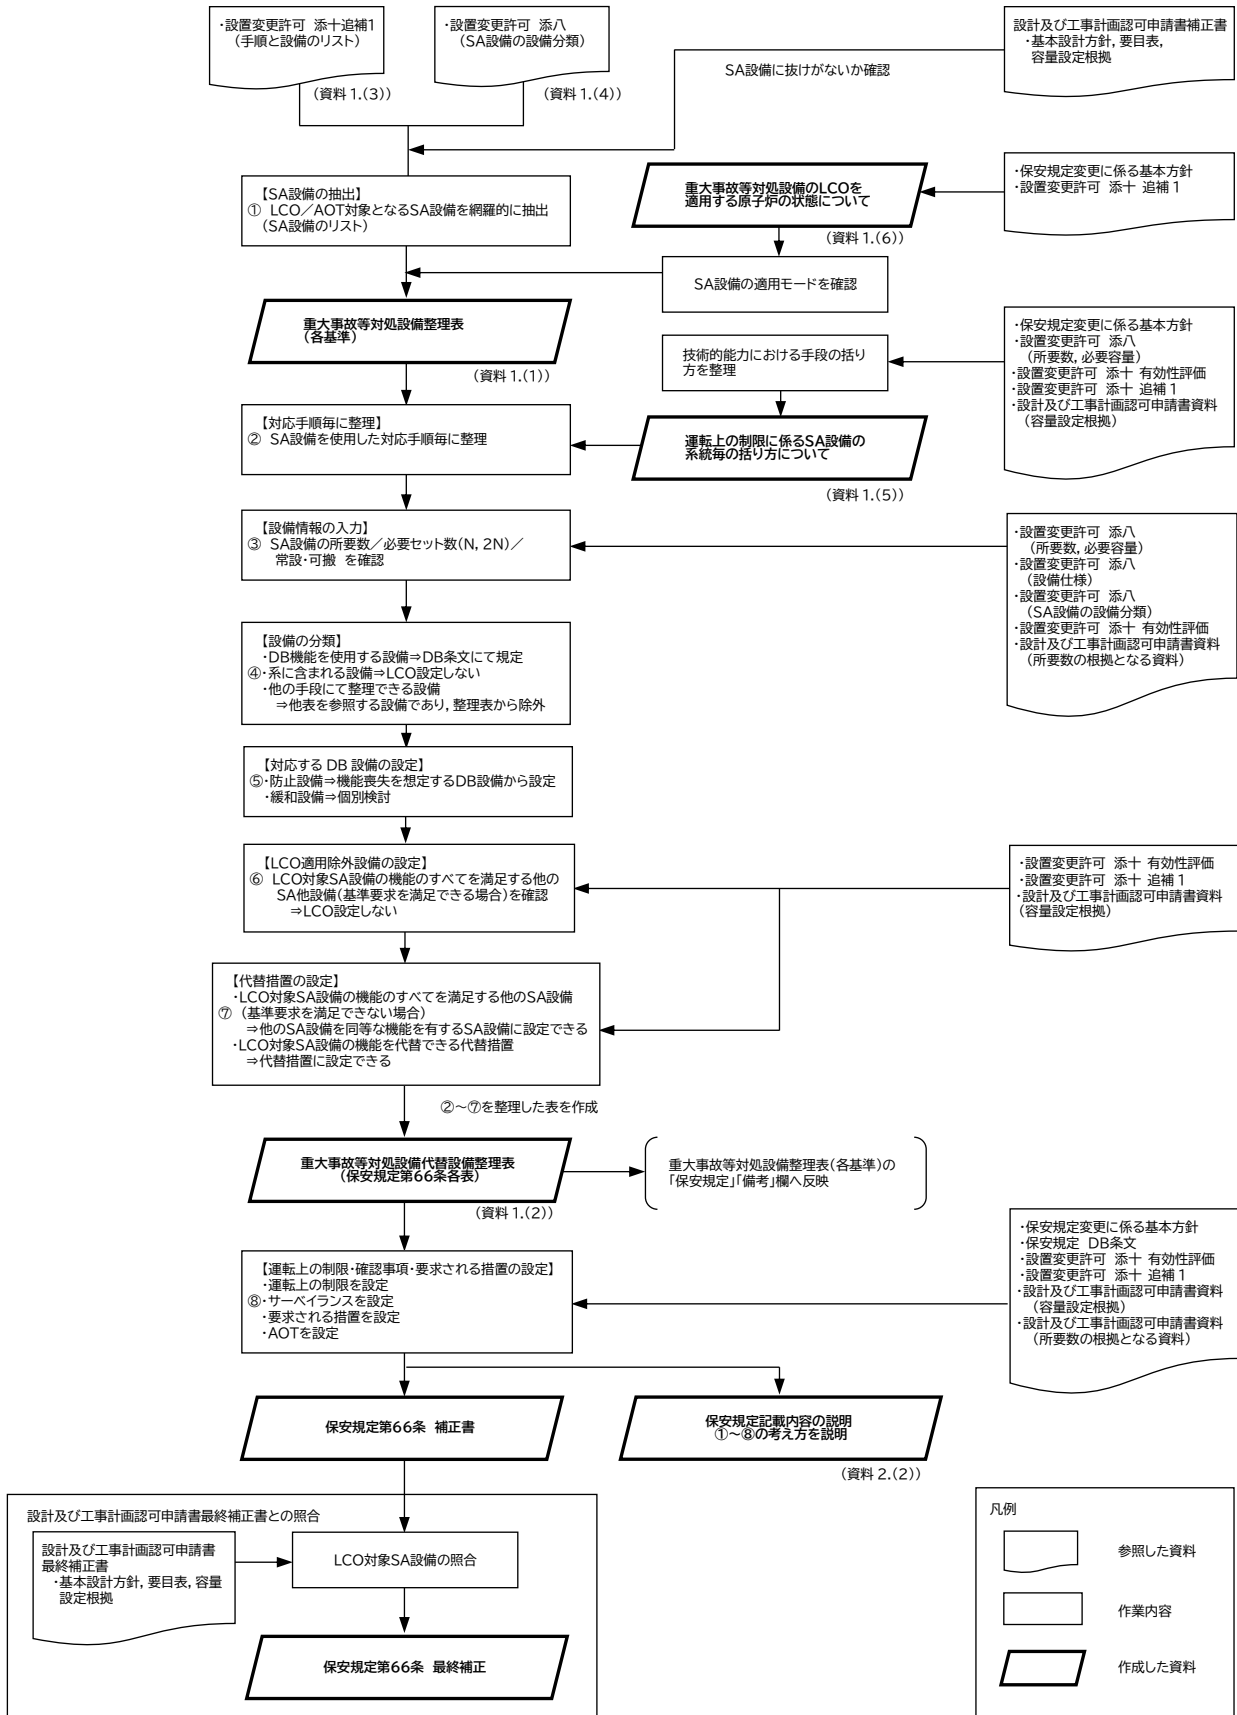 ・設置変更許可 添十追補1
(手順と設備のリスト)
(資料1.(3))
・設置変更許可 添八
(SA設備の設備分類)
(資料1.(4))
設計及び工事計画認可申請書補正書
・基本設計方針，要目表，
容量設定根拠
SA設備に抜けがないか確認
【SA設備の抽出】
① LCO／AOT対象となるSA設備を網羅的に抽出
(SA設備のリスト)
重大事故等対処設備のLCOを
適用する原子炉の状態について
(資料1.(6))
・保安規定変更に係る基本方針
・設置変更許可 添十 追補1
SA設備の適用モードを確認
重大事故等対処設備整理表
(各基準)
(資料1.(1))
技術的能力における手段の括り
方を整理
・保安規定変更に係る基本方針
・設置変更許可 添八
(所要数，必要容量)
・設置変更許可 添十 有効性評価
・設置変更許可 添十 追補1
・設計及び工事計画認可申請書資料
(容量設定根拠)
【対応手順毎に整理】
② SA設備を使用した対応手順毎に整理
運転上の制限に係るSA設備の
系統毎の括り方について
(資料1.(5))
【設備情報の入力】
③ SA設備の所要数／必要セット数(N，2N)／
常設・可搬 を確認
・設置変更許可 添八
(所要数，必要容量)
・設置変更許可 添八
(設備仕様)
・設置変更許可 添八
(SA設備の設備分類)
・設置変更許可 添十 有効性評価
・設計及び工事計画認可申請書資料
(所要数の根拠となる資料)
【設備の分類】
・DB機能を使用する設備⇒DB条文にて規定
④・系に含まれる設備⇒LCO設定しない
・他の手段にて整理できる設備
⇒他表を参照する設備であり，整理表から除外
【対応する DB 設備の設定】
⑤・防止設備⇒機能喪失を想定するDB設備から設定
・緩和設備⇒個別検討
【LCO適用除外設備の設定】
⑥ LCO対象SA設備の機能のすべてを満足する他の
SA他設備(基準要求を満足できる場合)を確認
⇒LCO設定しない
・設置変更許可 添十 有効性評価
・設置変更許可 添十 追補1
・設計及び工事計画認可申請書資料
(容量設定根拠)
【代替措置の設定】
・LCO対象SA設備の機能のすべてを満足する他のSA設備
⑦ (基準要求を満足できない場合)
⇒他のSA設備を同等な機能を有するSA設備に設定できる
・LCO対象SA設備の機能を代替できる代替措置
⇒代替措置に設定できる
②～⑦を整理した表を作成
重大事故等対処設備代替設備整理表
(保安規定第66条各表)
(資料1.(2))
重大事故等対処設備整理表(各基準)の
「保安規定」「備考」欄へ反映
【運転上の制限・確認事項・要求される措置の設定】
・運転上の制限を設定
⑧・サーベイランスを設定
・要求される措置を設定
・AOTを設定
・保安規定変更に係る基本方針
・保安規定 DB条文
・設置変更許可 添十 有効性評価
・設置変更許可 添十 追補1
・設計及び工事計画認可申請書資料
(容量設定根拠)
・設計及び工事計画認可申請書資料
(所要数の根拠となる資料)
保安規定第66条 補正書
保安規定記載内容の説明
①～⑧の考え方を説明
(資料2.(2))
設計及び工事計画認可申請書最終補正書との照合
設計及び工事計画認可申請書
最終補正書
・基本設計方針，要目表，容量
設定根拠
LCO対象SA設備の照合
保安規定第66条 最終補正
凡例
参照した資料
作業内容
作成した資料